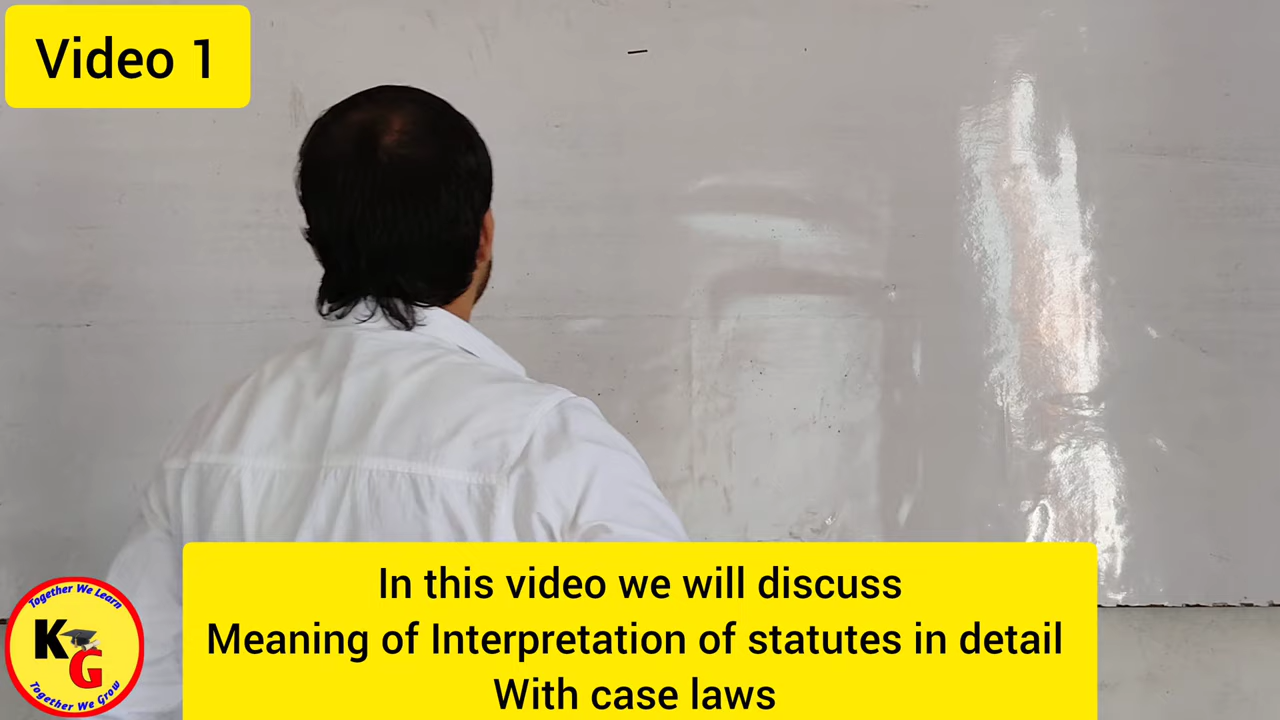 Video 1
In this video we will discuss
Meaning of Interpretation of statutes in detail
With case laws
Together We Learn
KG
Together We Grow